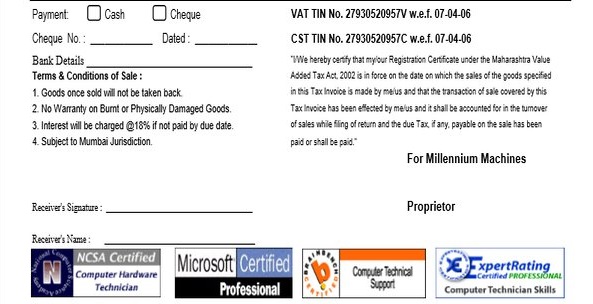 Payment: Cash Cheque
Cheque No. : ____________ Dated : ____________
Bank Details ________________________________
Terms & Conditions of Sale :
1. Goods once sold will not be taken back.
2. No Warranty on Burnt or Physically Damaged Goods.
3. Interest will be charged @18% if not paid by due date.
4. Subject to Mumbai Jurisdiction.
VAT TIN No. 27930520957V w.e.f. 07-04-06
CST TIN No. 27930520957C w.e.f. 07-04-06
"I/We hereby certify that my/our Registration Certificate under the Maharashtra Value
Added Tax Act, 2002 is in force on the date on which the sales of the goods specified
in this Tax Invoice is made by me/us and that the transaction of sale covered by this
Tax Invoice has been effected by me/us and it shall be accounted for in the turnover
of sales while filing of return and the due Tax, if any, payable on the sale has been
paid or shall be paid."
For Millennium Machines
Receiver's Signature : ____________________________
Proprietor
Receiver's Name : ____________________________
NCSA Certified
Computer Hardware
Technician
Microsoft Certified
Professional
BRAINBENCH
CERTIFIED
Computer Technical
Support
ExpertRating
Certified PROFESSIONAL
Computer Technician Skills